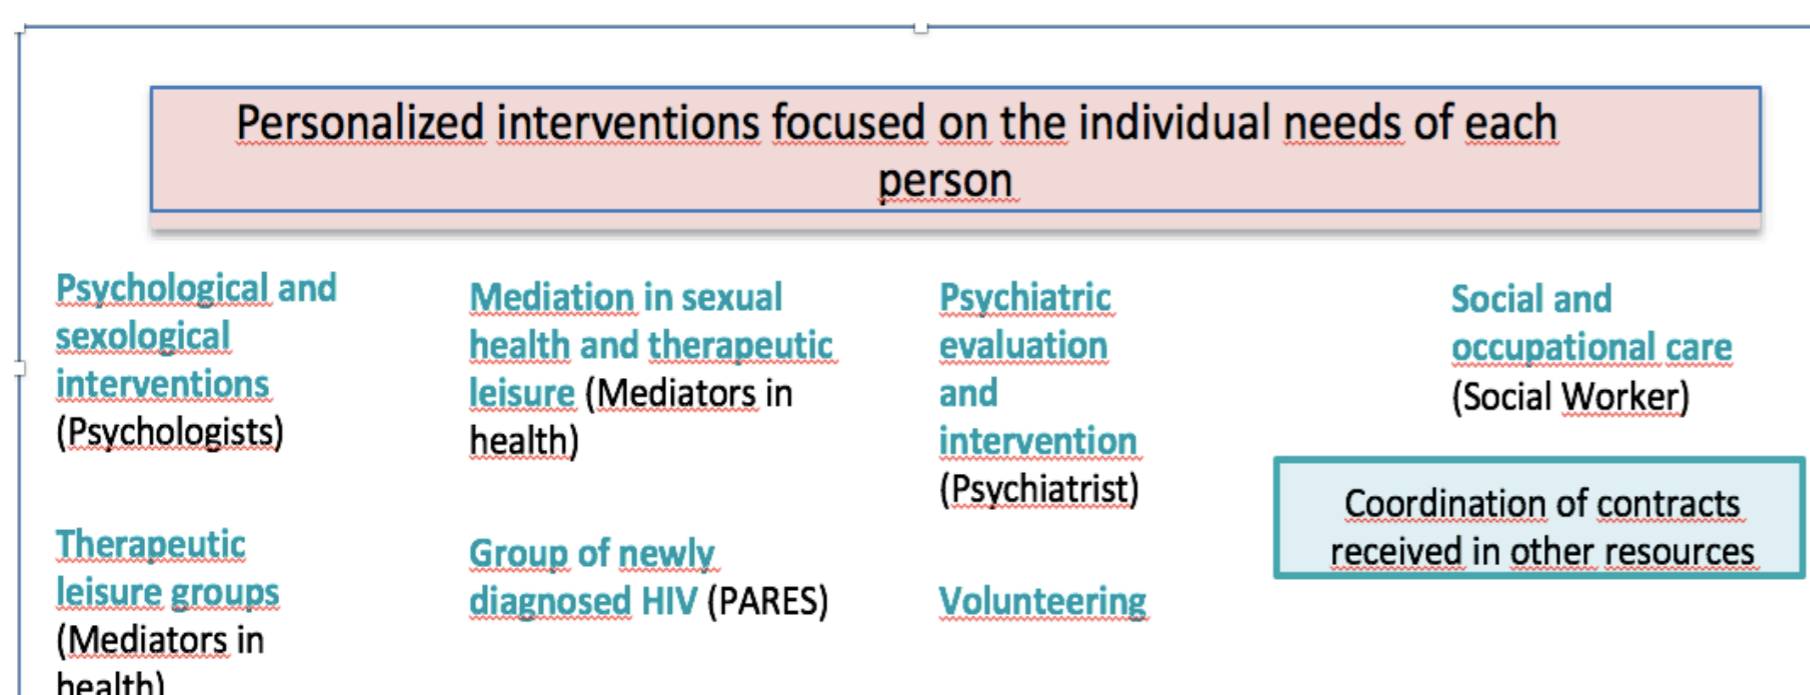 Personalized interventions focused on the individual needs of each
person
Psychological and
sexological
interventions
(Psychologists)
Mediation in sexual
health and therapeutic
leisure (Mediators in
health)
Psychiatric
evaluation
and
intervention
(Psychiatrist)
Social and
occupational care
(Social Worker)
Coordination of contracts
received in other resources
Therapeutic
leisure groups
(Mediators in
health)
Group of newly
diagnosed HIV (PARES)
Volunteering